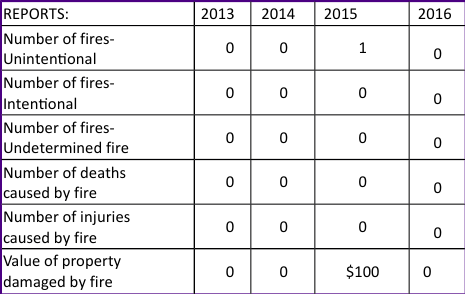 REPORTS: 2013 2014 2015 2016
Number of fires-
Unintentional 0 0 1 0
Number of fires-
Intentional 0 0 0 0
Number of fires-
Undetermined fire 0 0 0 0
Number of deaths
caused by fire 0 0 0 0
Number of injuries
caused by fire 0 0 0 0
Value of property
damaged by fire 0 0 $100 0